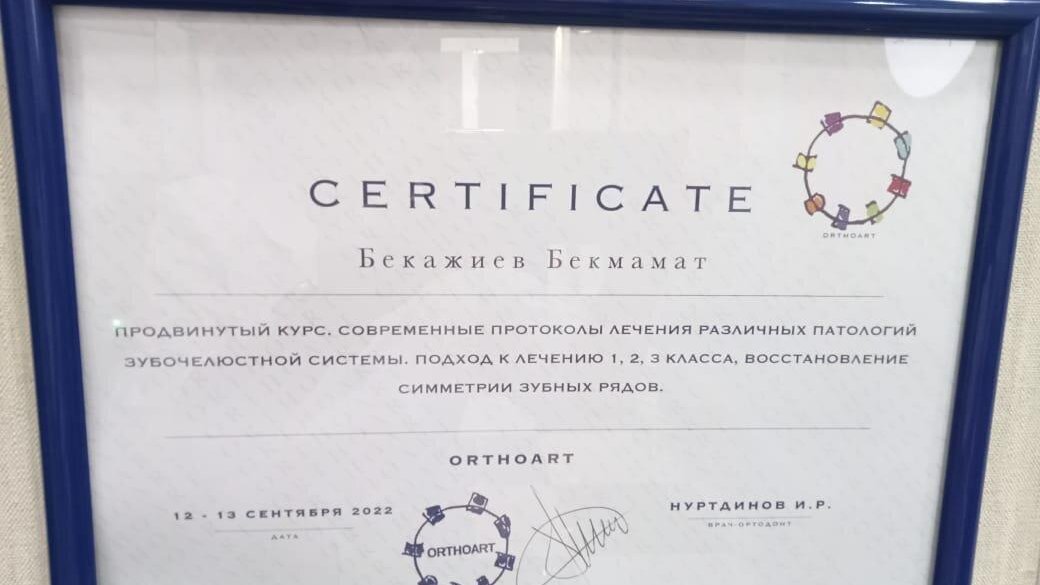 CERTIFICATE
ORTHOART
Бекажиев Бекмамат
ПРОДВИНУТЫЙ КУРС. СОВРЕМЕННЫЕ ПРОТОКОЛЫ ЛЕЧЕНИЯ РАЗЛИЧНЫХ ПАТОЛОГИЙ
ЗУБОЧЕЛЮСТНОЙ СИСТЕМЫ. ПОДХОД К ЛЕЧЕНИЮ 1, 2, 3 КЛАССА, ВОССТАНОВЛЕНИЕ
СИММЕТРИИ ЗУБНЫХ РЯДОВ.
ORTHOART
12 - 13 СЕНТЯБРЯ 2022
ДАТА
ORTHOART
НУРТДИНОВ И.Р.
ВРАЧ-ОРТОДОНТ